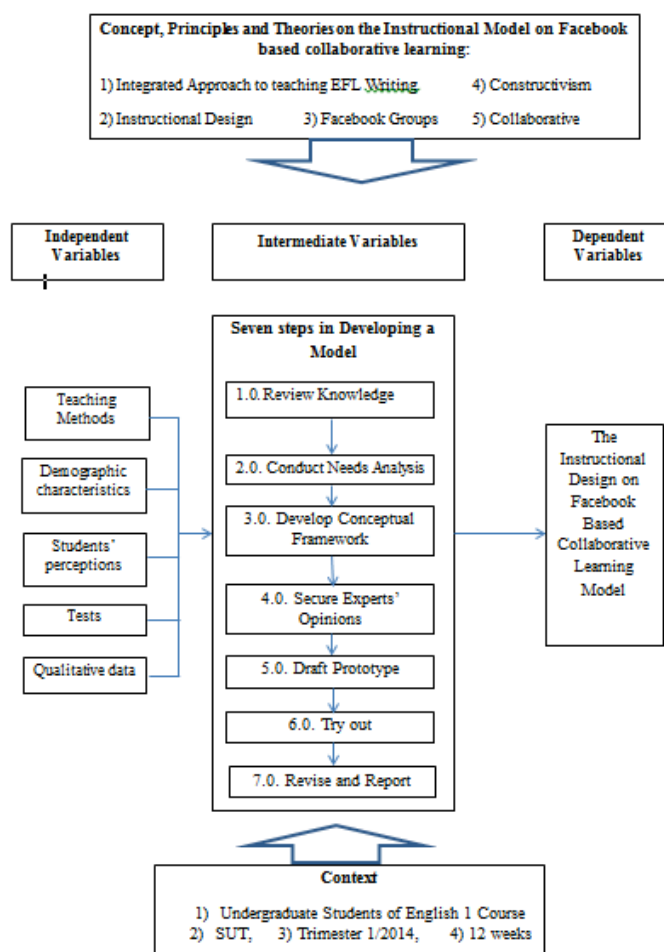 Concept, Principles and Theories on the Instructional Model on Facebook
based collaborative learning:
1) Integrated Approach to teaching EFL Writing 4) Constructivism
2) Instructional Design 3) Facebook Groups 5) Collaborative
Independent
Variables
Intermediate Variables
Dependent
Variables
Seven steps in Developing a
Model
Teaching
Methods
Demographic
characteristics
Students'
perceptions
Tests
Qualitative data
1.0. Review Knowledge
2.0. Conduct Needs Analysis
3.0. Develop Conceptual
Framework
4.0. Secure Experts'
Opinions
5.0. Draft Prototype
6.0. Try out
7.0. Revise and Report
The
Instructional
Design on
Facebook
Based
Collaborative
Learning
Model
Context
1) Undergraduate Students of English 1 Course
2) SUT, 3) Trimester 1/2014, 4) 12 weeks